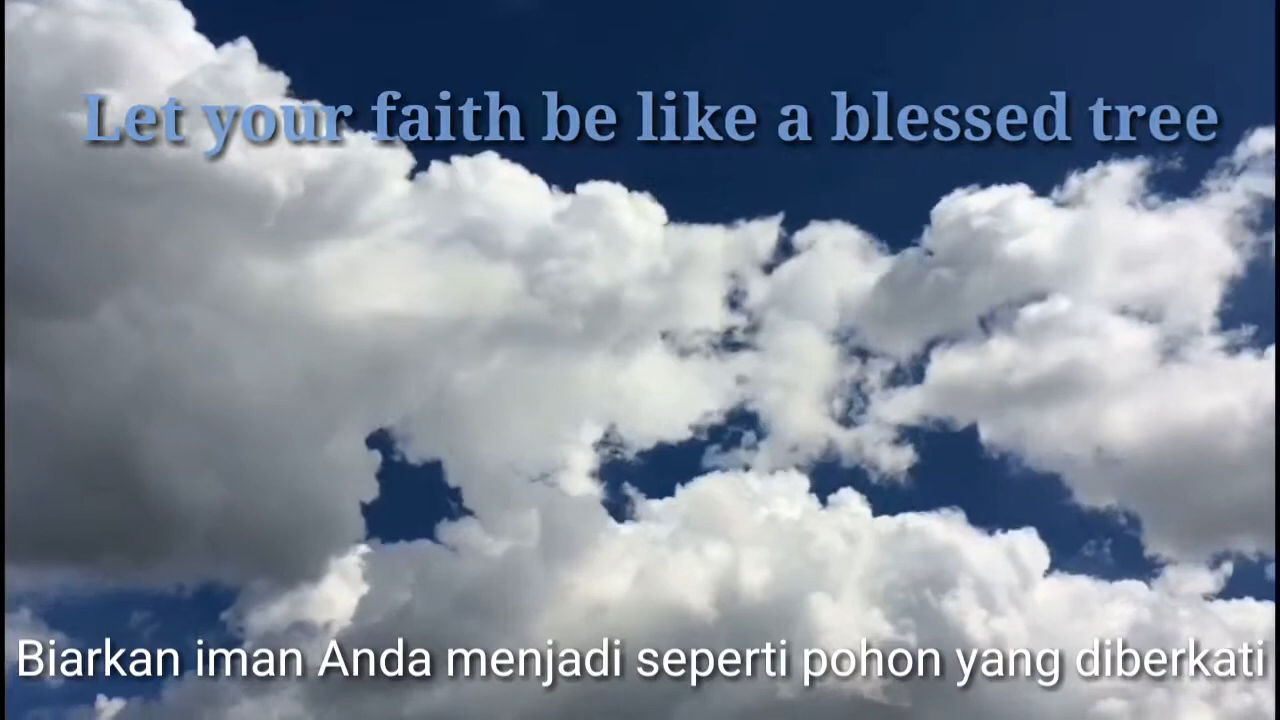 Let your faith be like a blessed tree
Biarkan iman Anda menjadi seperti pohon yang diberkati